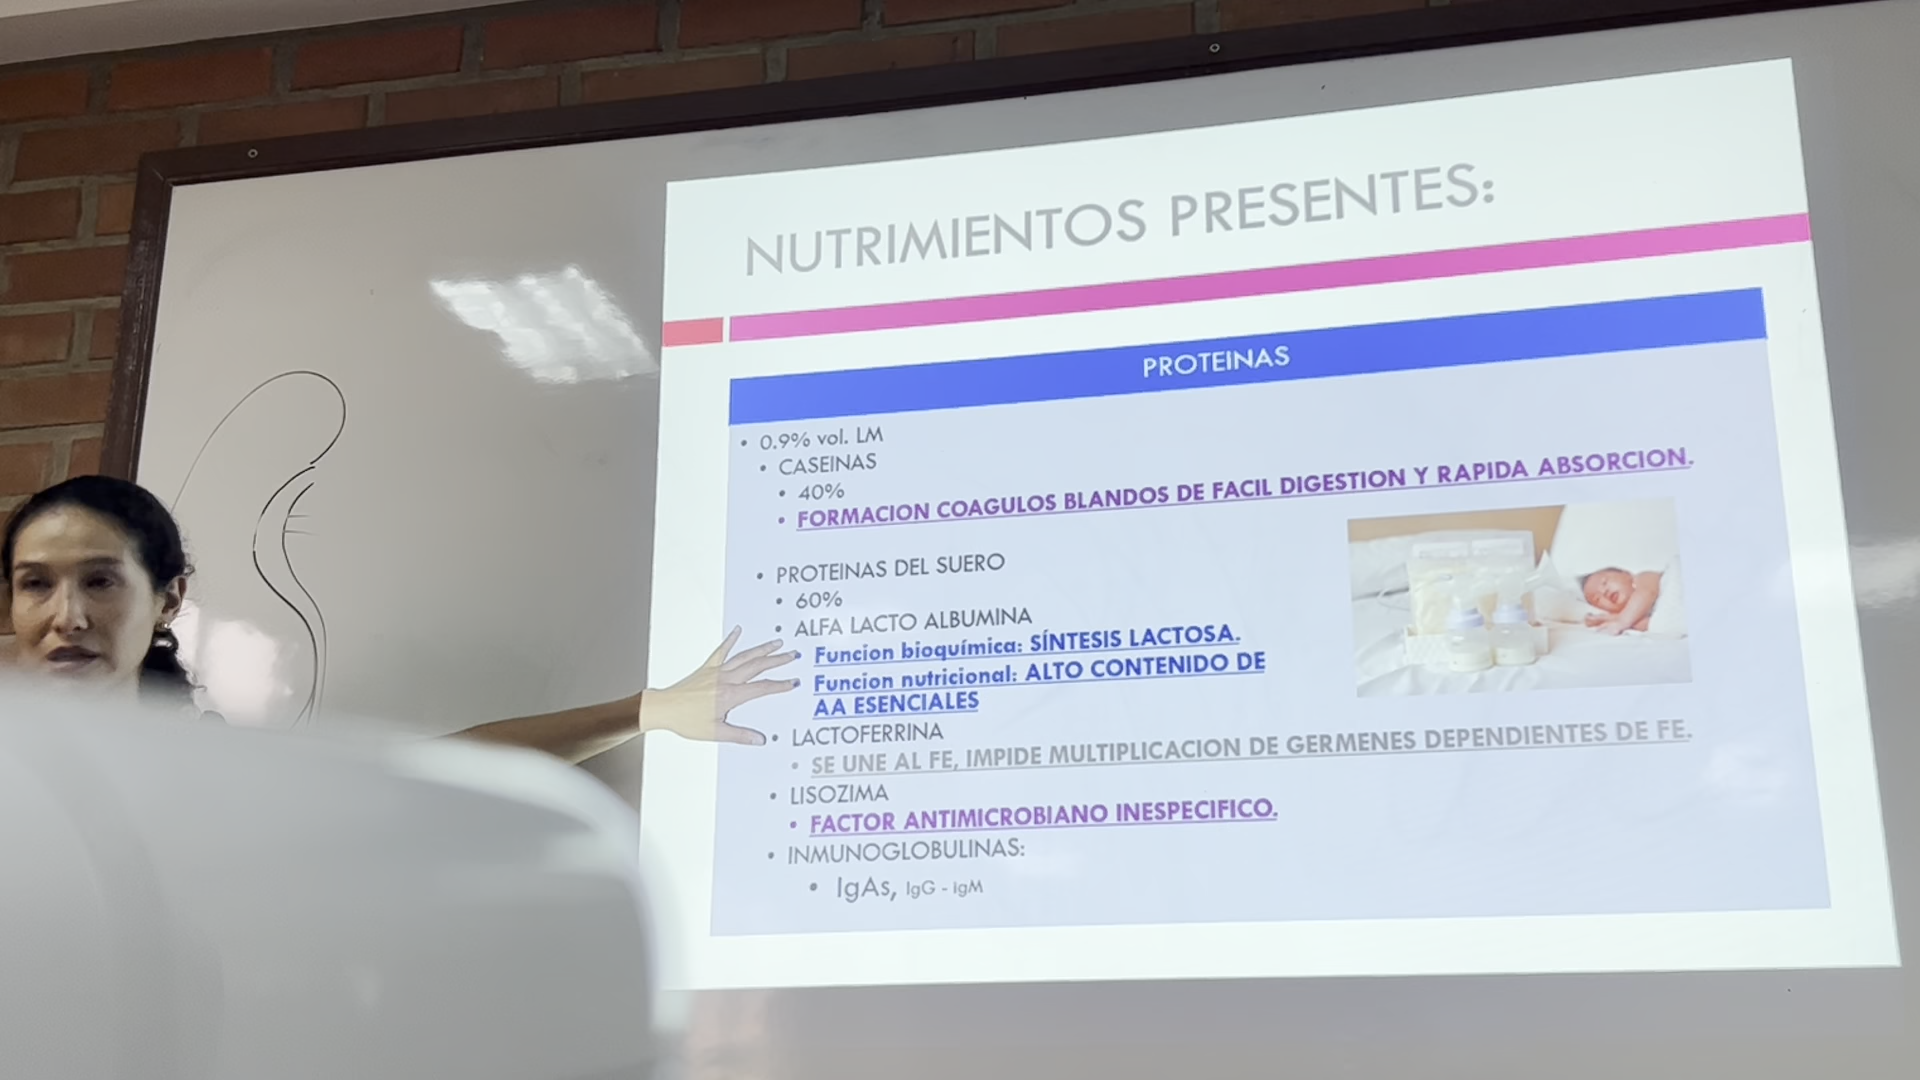 NUTRIMIENTOS PRESENTES:
PROTEINAS
• 0.9% vol. LM
• CASEINAS
• 40%
• FORMACION COAGULOS BLANDOS DE FACIL DIGESTION Y RAPIDA ABSORCION.
• PROTEINAS DEL SUERO
• 60%
• ALFA LACTO ALBUMINA
• Funcion bioquímica: SÍNTESIS LACTOSA.
Funcion nutricional: ALTO CONTENIDO DE
AA ESENCIALES
• LACTOFERRINA
• SE UNE AL FE, IMPIDE MULTIPLICACION DE GERMENES DEPENDIENTES DE FE.
• LISOZIMA
• FACTOR ANTIMICROBIANO INESPECIFICO.
• INMUNOGLOBULINAS:
• IgAs, IgG - IgM